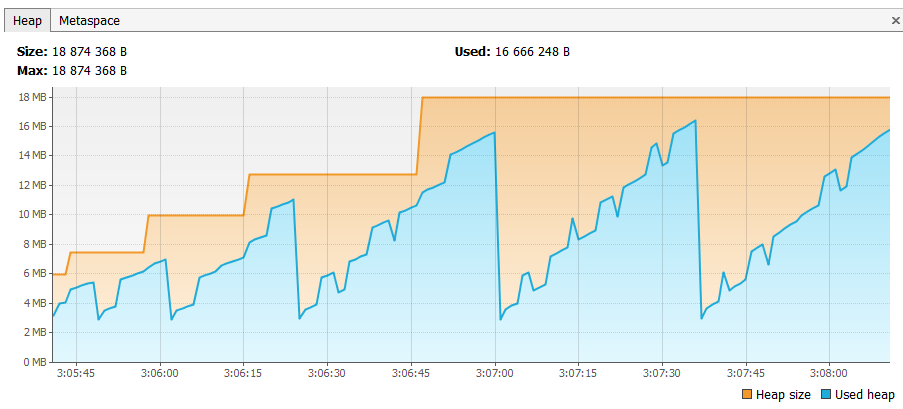 Heap Metaspace ×
Size: 18 874 368 B Used: 16 666 248 B
Max: 18 874 368 B
18 MB
16 MB
14 MB
12 MB
10 MB
8 MB
6 MB
4 MB
2 MB
0 MB
3:05:45 3:06:00 3:06:15 3:06:30 3:06:45 3:07:00 3:07:15 3:07:30 3:07:45 3:08:00
Heap size Used heap